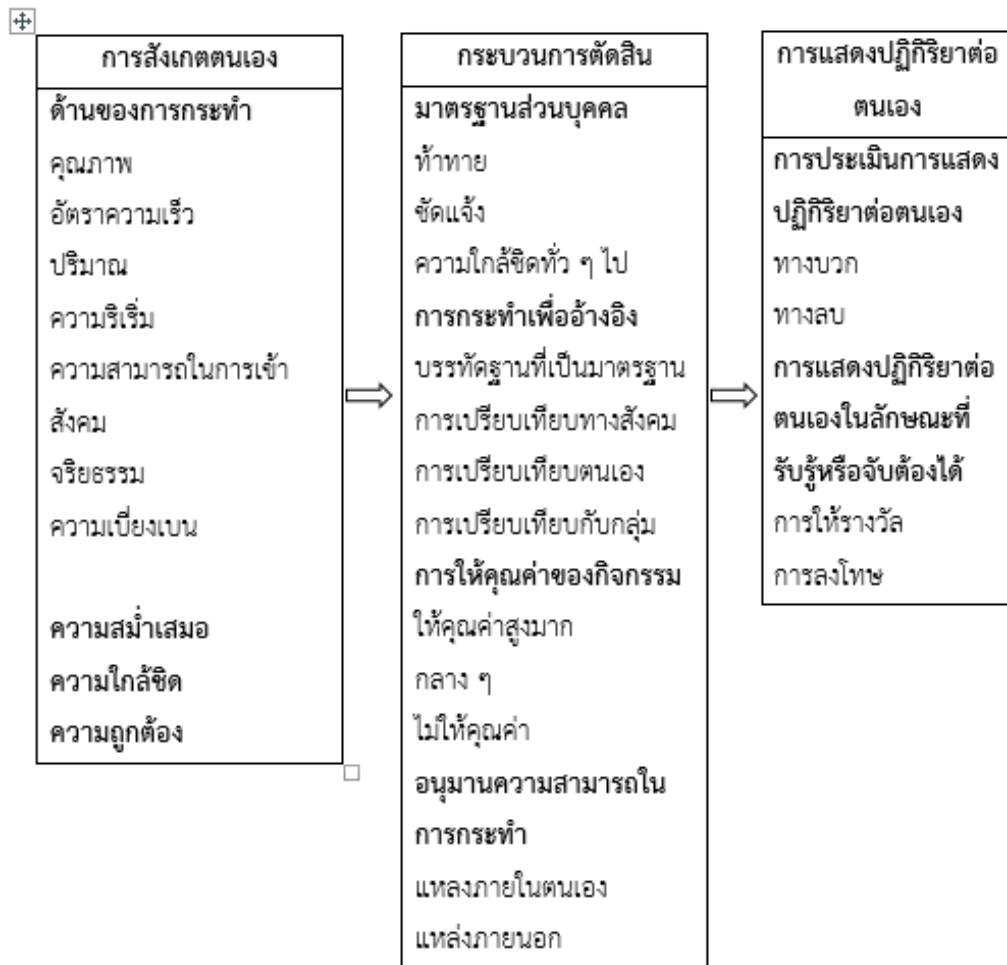 การสังเกตตนเอง
ด้านของการกระทำ
คุณภาพ
อัตราความเร็ว
ปริมาณ
ความริเริ่ม
ความสามารถในการเข้า
สังคม
จริยธรรม
ความเบี่ยงเบน
ความสม่ำเสมอ
ความใกล้ชิด
ความถูกต้อง
กระบวนการตัดสิน
มาตรฐานส่วนบุคคล
ท้าทาย
ชัดแจ้ง
ความใกล้ชิดทั่ว ๆ ไป
การกระทำเพื่ออ้างอิง
บรรทัดฐานที่เป็นมาตรฐาน
การเปรียบเทียบทางสังคม
การเปรียบเทียบตนเอง
การเปรียบเทียบกับกลุ่ม
การให้คุณค่าของกิจกรรม
ให้คุณค่าสูงมาก
กลาง ๆ
ไม่ให้คุณค่า
อนุมานความสามารถใน
การกระทำ
แหลงภายในตนเอง
แหล่งภายนอก
การแสดงปฏิกิริยาต่อ
ตนเอง
การประเมินการแสดง
ปฏิกิริยาต่อตนเอง
ทางบวก
ทางลบ
การแสดงปฏิกิริยาต่อ
ตนเองในลักษณะที่
รับรู้หรือจับต้องได้
การให้รางวัล
การลงโทษ